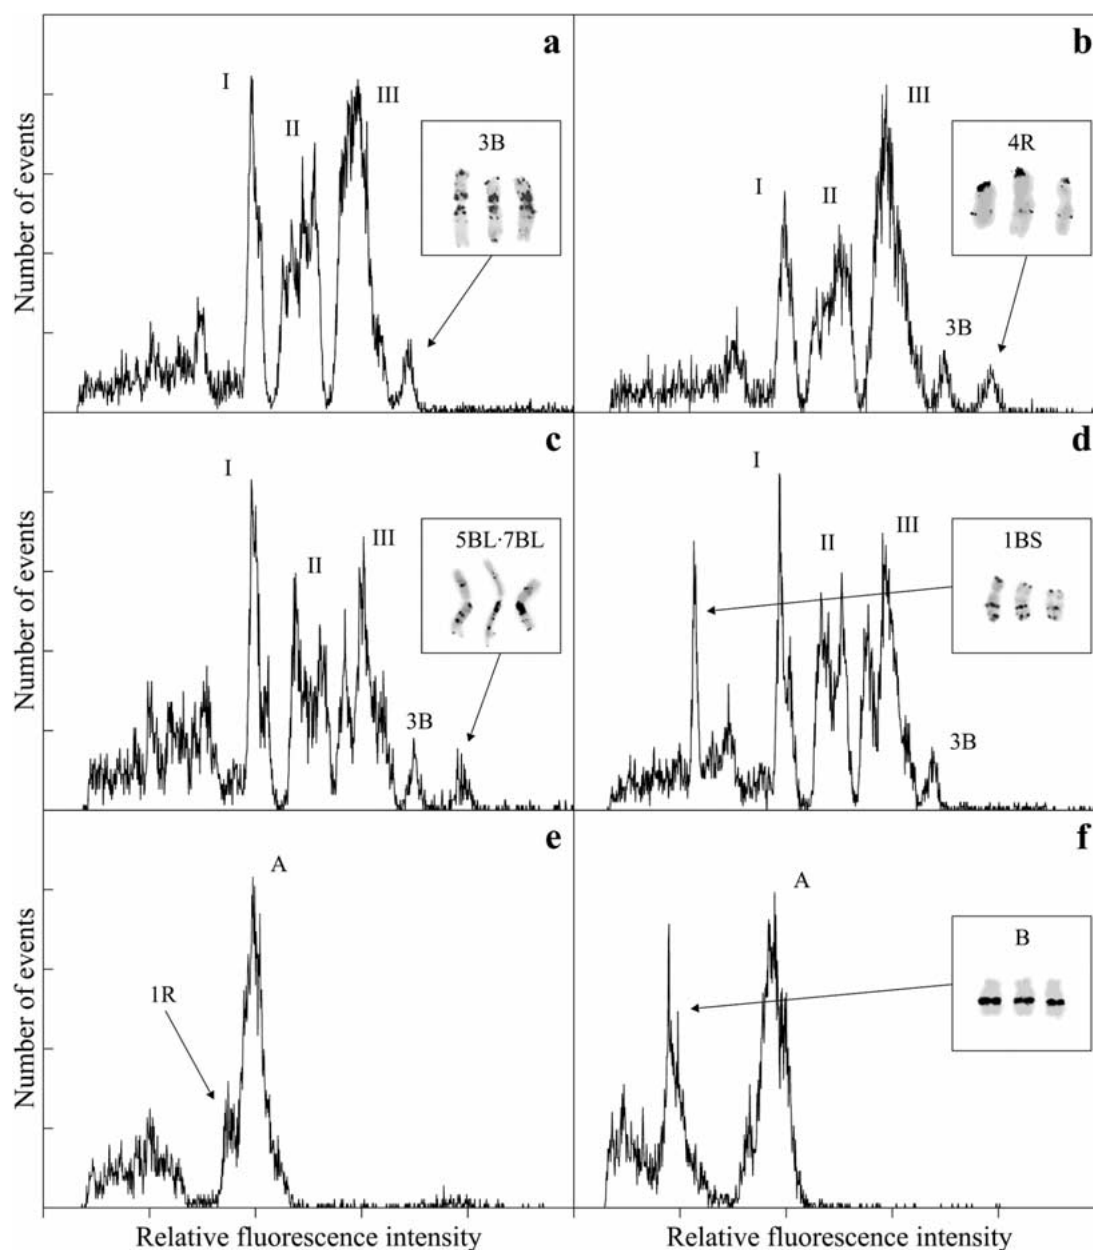 a
I
II
III
3B
Number of events
b
I
II
III
3B
4R
c
I
II
III
3B
5BL·7BL
Number of events
d
I
II
III
3B
1BS
e
A
1R
Number of events
Relative fluorescence intensity
f
A
B
Relative fluorescence intensity